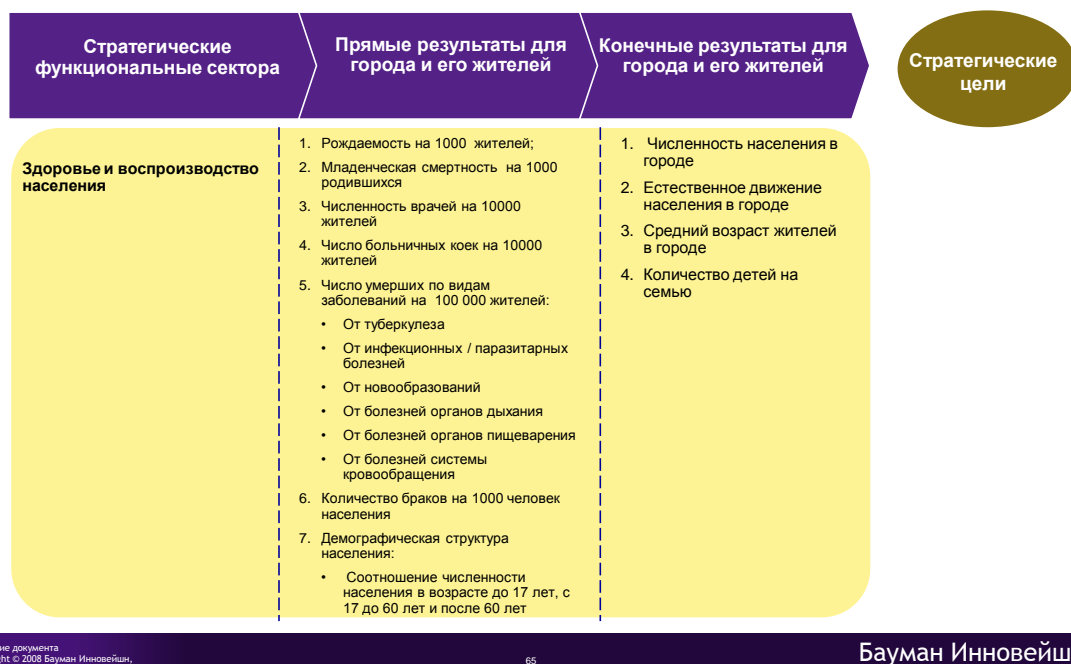 Стратегические
функциональные сектора
Прямые результаты для
города и его жителей
Конечные результаты для
города и его жителей
Стратегические
цели
Здоровье и воспроизводство
населения
1. Рождаемость на 1000 жителей;
2. Младенческая смертность на 1000
родившихся
3. Численность врачей на 10000
жителей
4. Число больничных коек на 10000
жителей
5. Число умерших по видам
заболеваний на 100 000 жителей:
• От туберкулеза
• От инфекционных / паразитарных
болезней
• От новообразований
• От болезней органов дыхания
• От болезней органов пищеварения
• От болезней системы
кровообращения
6. Количество браков на 1000 человек
населения
7. Демографическая структура
населения:
• Соотношение численности
населения в возрасте до 17 лет, с
17 до 60 лет и после 60 лет
1. Численность населения в
городе
2. Естественное движение
населения в городе
3. Средний возраст жителей
в городе
4. Количество детей на
семью
ие документа
ht © 2008 Бауман Инновейшн,
65
Бауман Инновейш